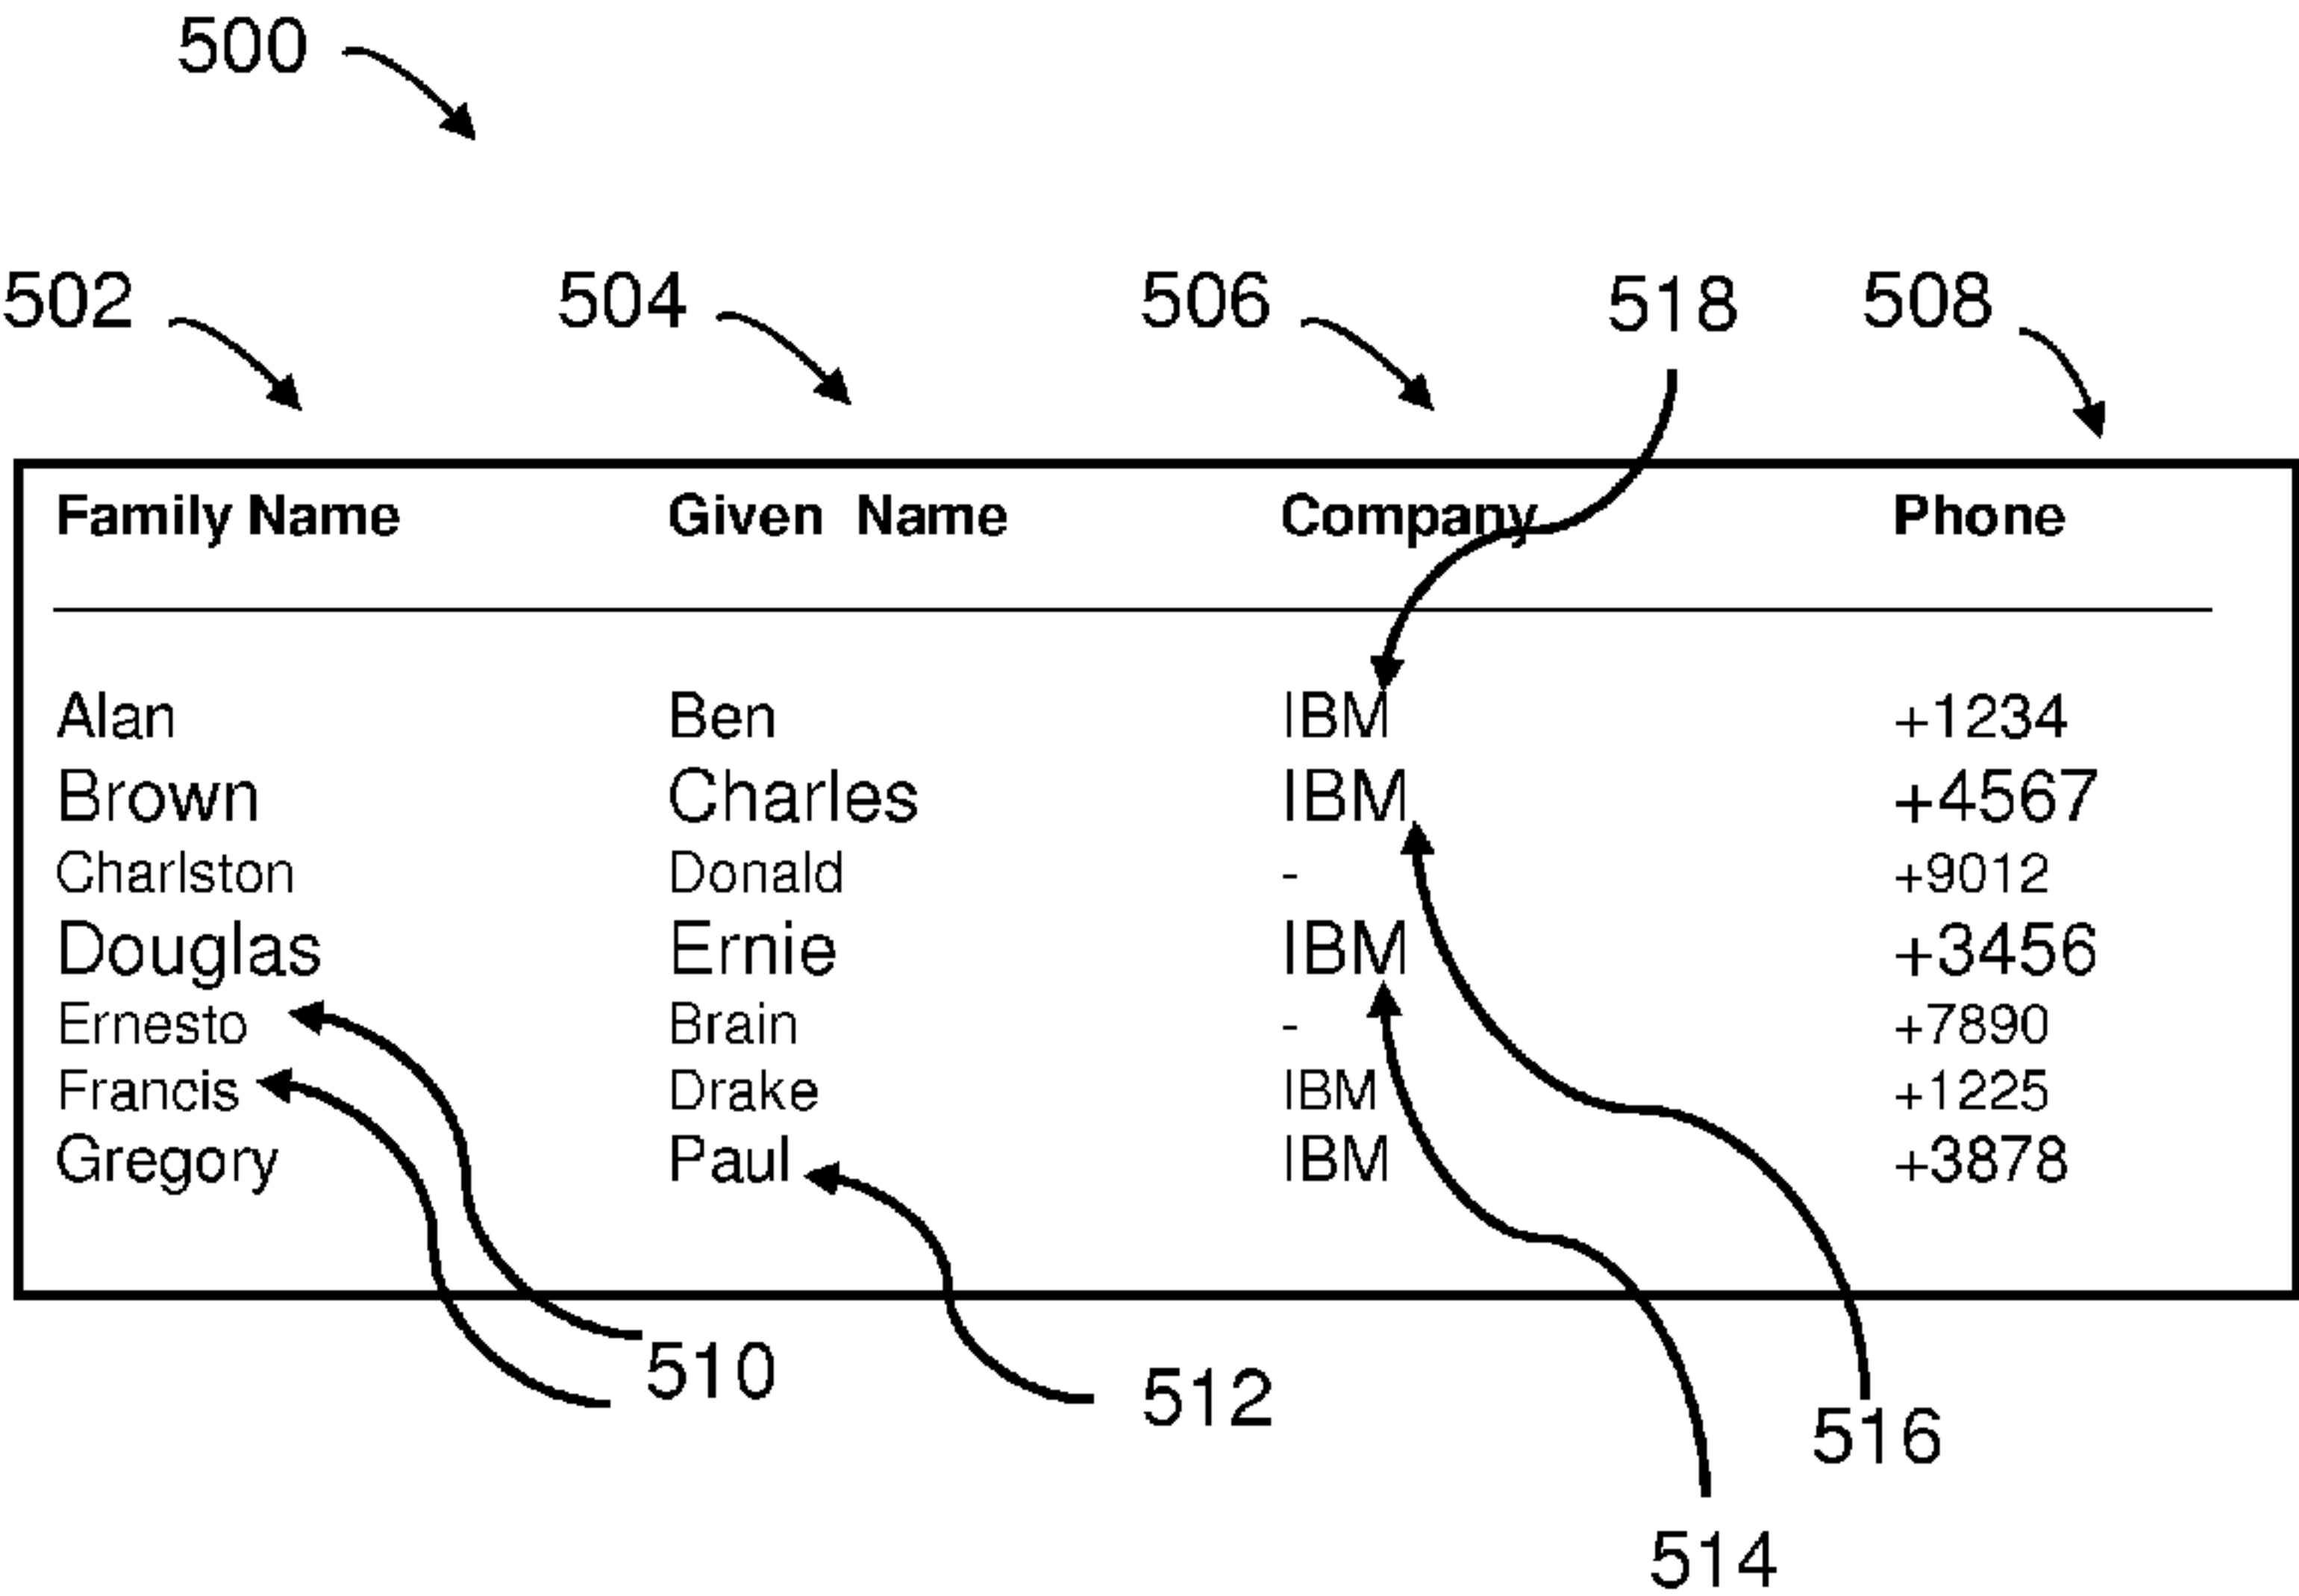 500
502 504 506 518 508
Family Name Given Name Company Phone
Alan Ben IBM +1234
Brown Charles IBM +4567
Charlston Donald - +9012
Douglas Ernie IBM +3456
Ernesto Brain - +7890
Francis Drake IBM +1225
Gregory Paul IBM +3878
510
512
516
514